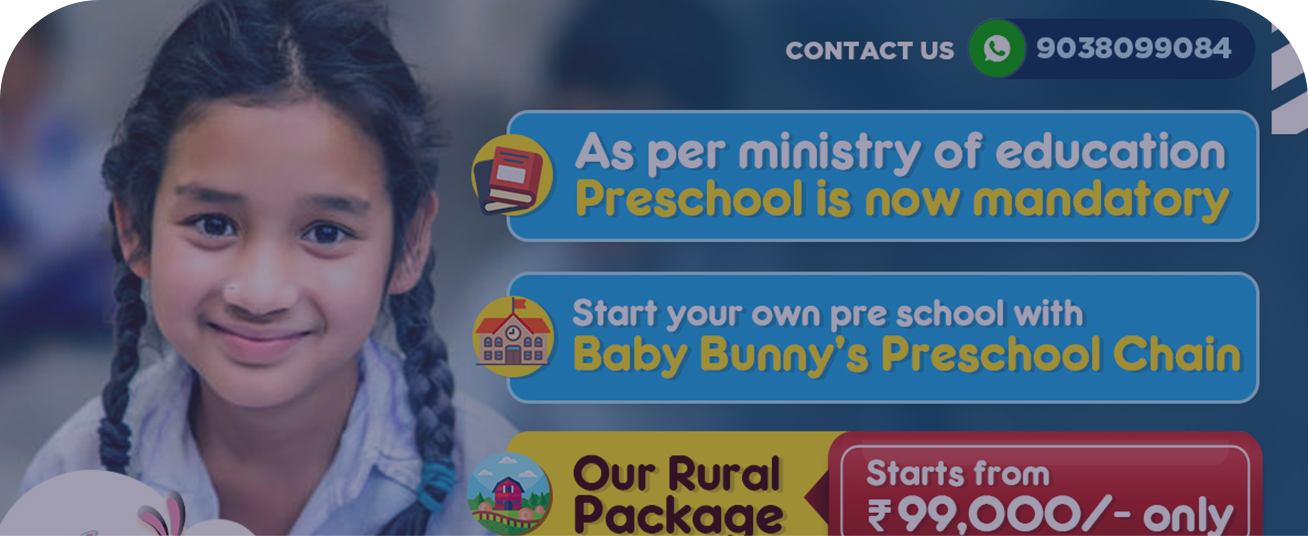 CONTACT US 9038099084
As per ministry of education
Preschool is now mandatory
Start your own pre school with
Baby Bunny's Preschool Chain
Our Rural
Package
Starts from
₹99,000/- only